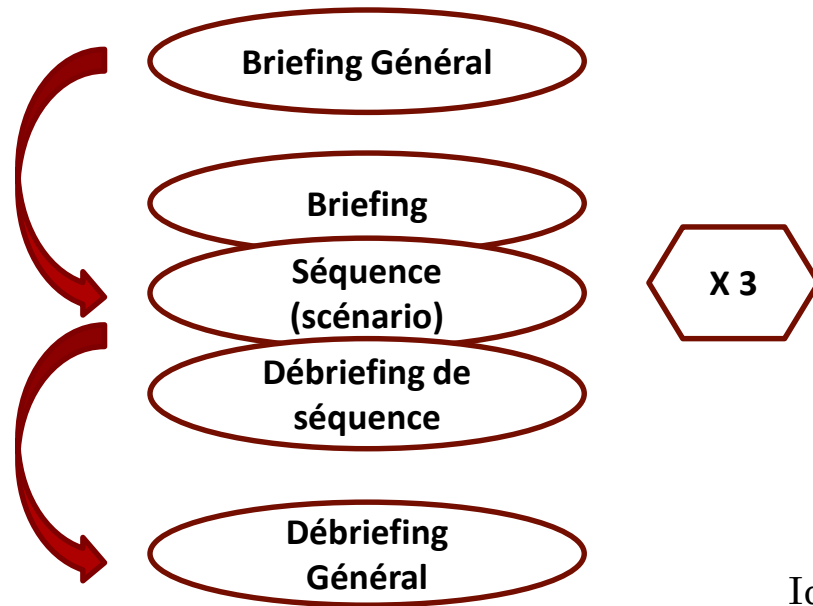 Briefing Général
Briefing
Séquence
(scénario)
X 3
Débriefing de
séquence
Débriefing
Général